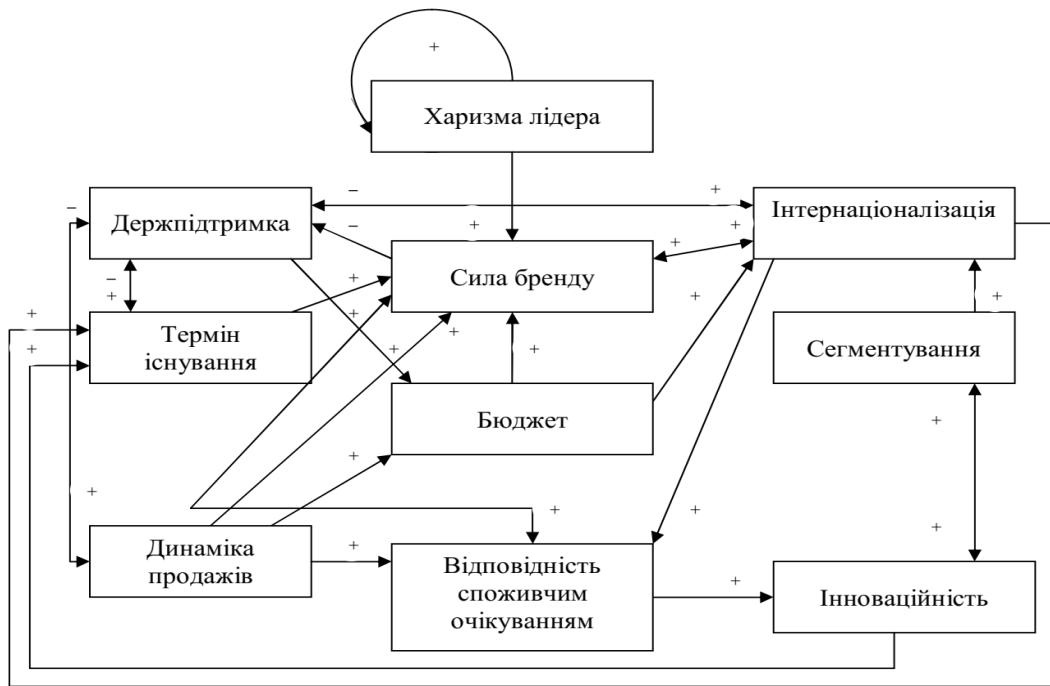 +
Харизма лідера
−
+
−
Держпідтримка
−
+
+
+
Інтернаціоналізація
Сила бренду
−
+
+
+
+
+
Термін
існування
+
+
+
+
+
Сегментування
Бюджет
+
+
+
+
+
+
+
Динаміка
продажів
+
Відповідність
споживчим
очікуванням
+
Інноваційність